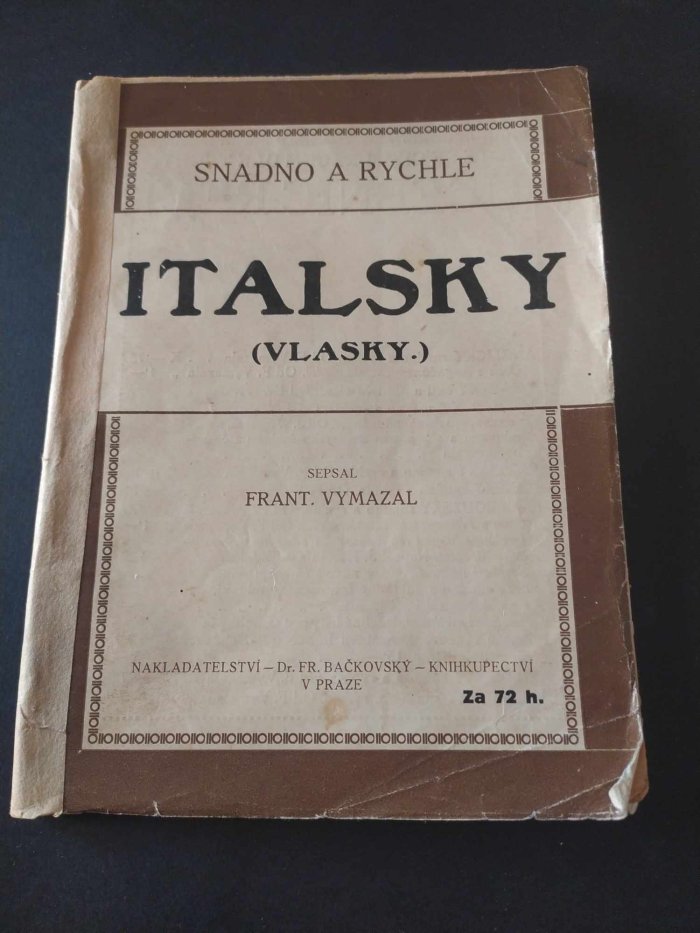 SNADNO A RYCHLE
ITALSKY
(VLASKY.)
SEPSAL
FRANT. VYMAZAL
NAKLADATELSTVÍ – Dr. FR. BAČKOVSKÝ – KNIHKUPECTVÍ
V PRAZE
Za 72 h.